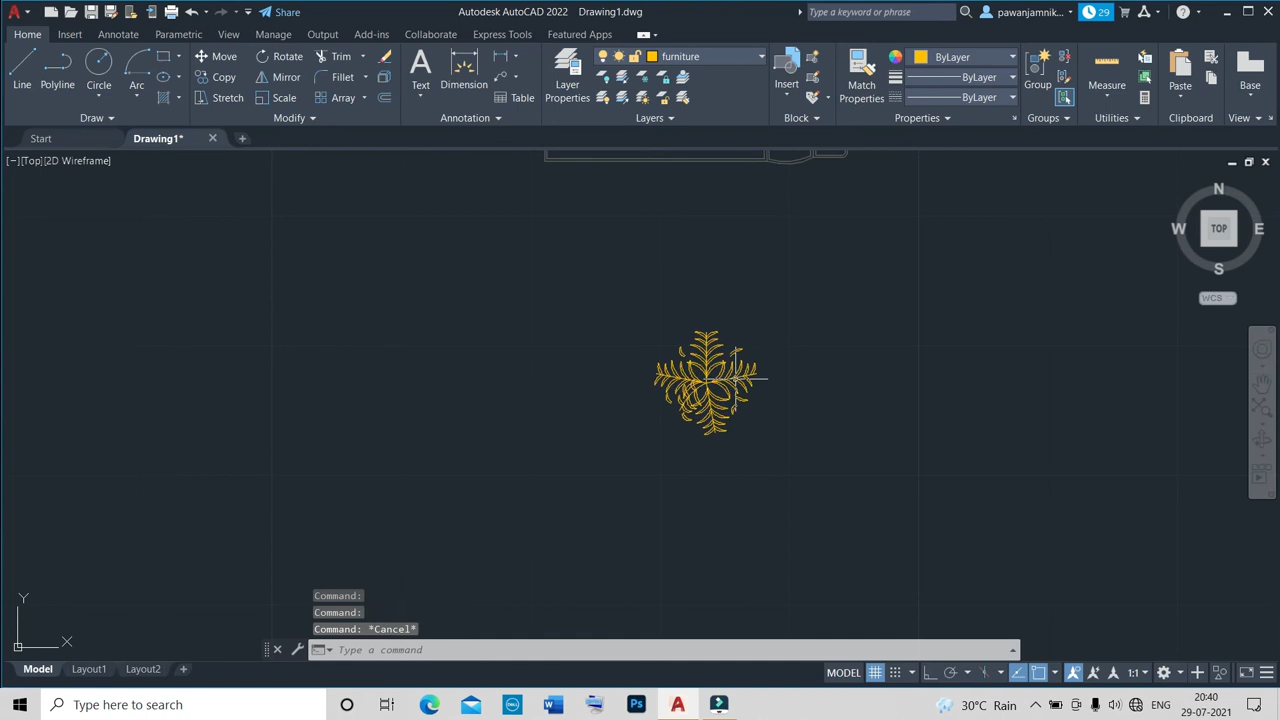 Share
Autodesk AutoCAD 2022 Drawing1.dwg
Type a keyword or phrase
pawanjamnik...
29
Home
Insert
Annotate
Parametric
View
Manage
Output
Add-ins
Collaborate
Express Tools
Featured Apps
Line
Polyline
Circle
Arc
Move
Rotate
Trim
Copy
Mirror
Fillet
Stretch
Scale
Array
Text
Dimension
Table
Layer
Properties
furniture
Insert
Match
Properties
ByLayer
ByLayer
ByLayer
Group
Measure
Paste
Base
Draw
Modify
Annotation
Layers
Block
Properties
Groups
Utilities
Clipboard
View
Start
Drawing1*
[−][Top][2D Wireframe]
N
W
TOP
E
S
WCS
Y
X
Command:
Command:
Command: *Cancel*
Type a command
Model
Layout1
Layout2
MODEL
1:1
Type here to search
DELL
W
Ps
A
30°C Rain
ENG
20:40
29-07-2021